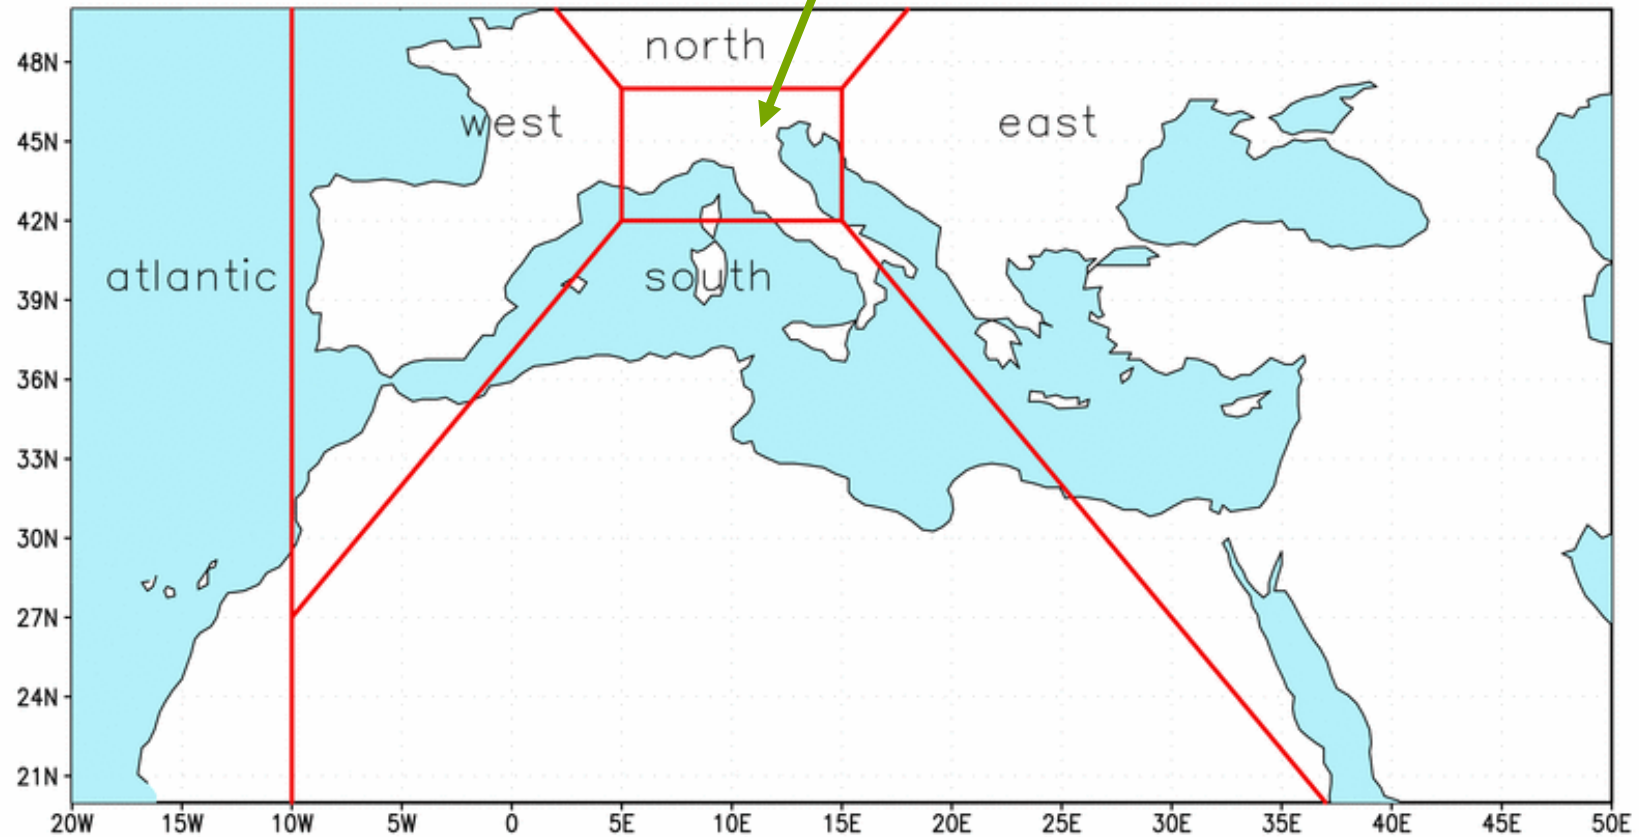 north
48N
west
east
45N
42N
atlantic
south
39N
36N
33N
30N
27N
24N
21N
20W 15W 10W 5W 0 5E 10E 15E 20E 25E 30E 35E 40E 45E 50E